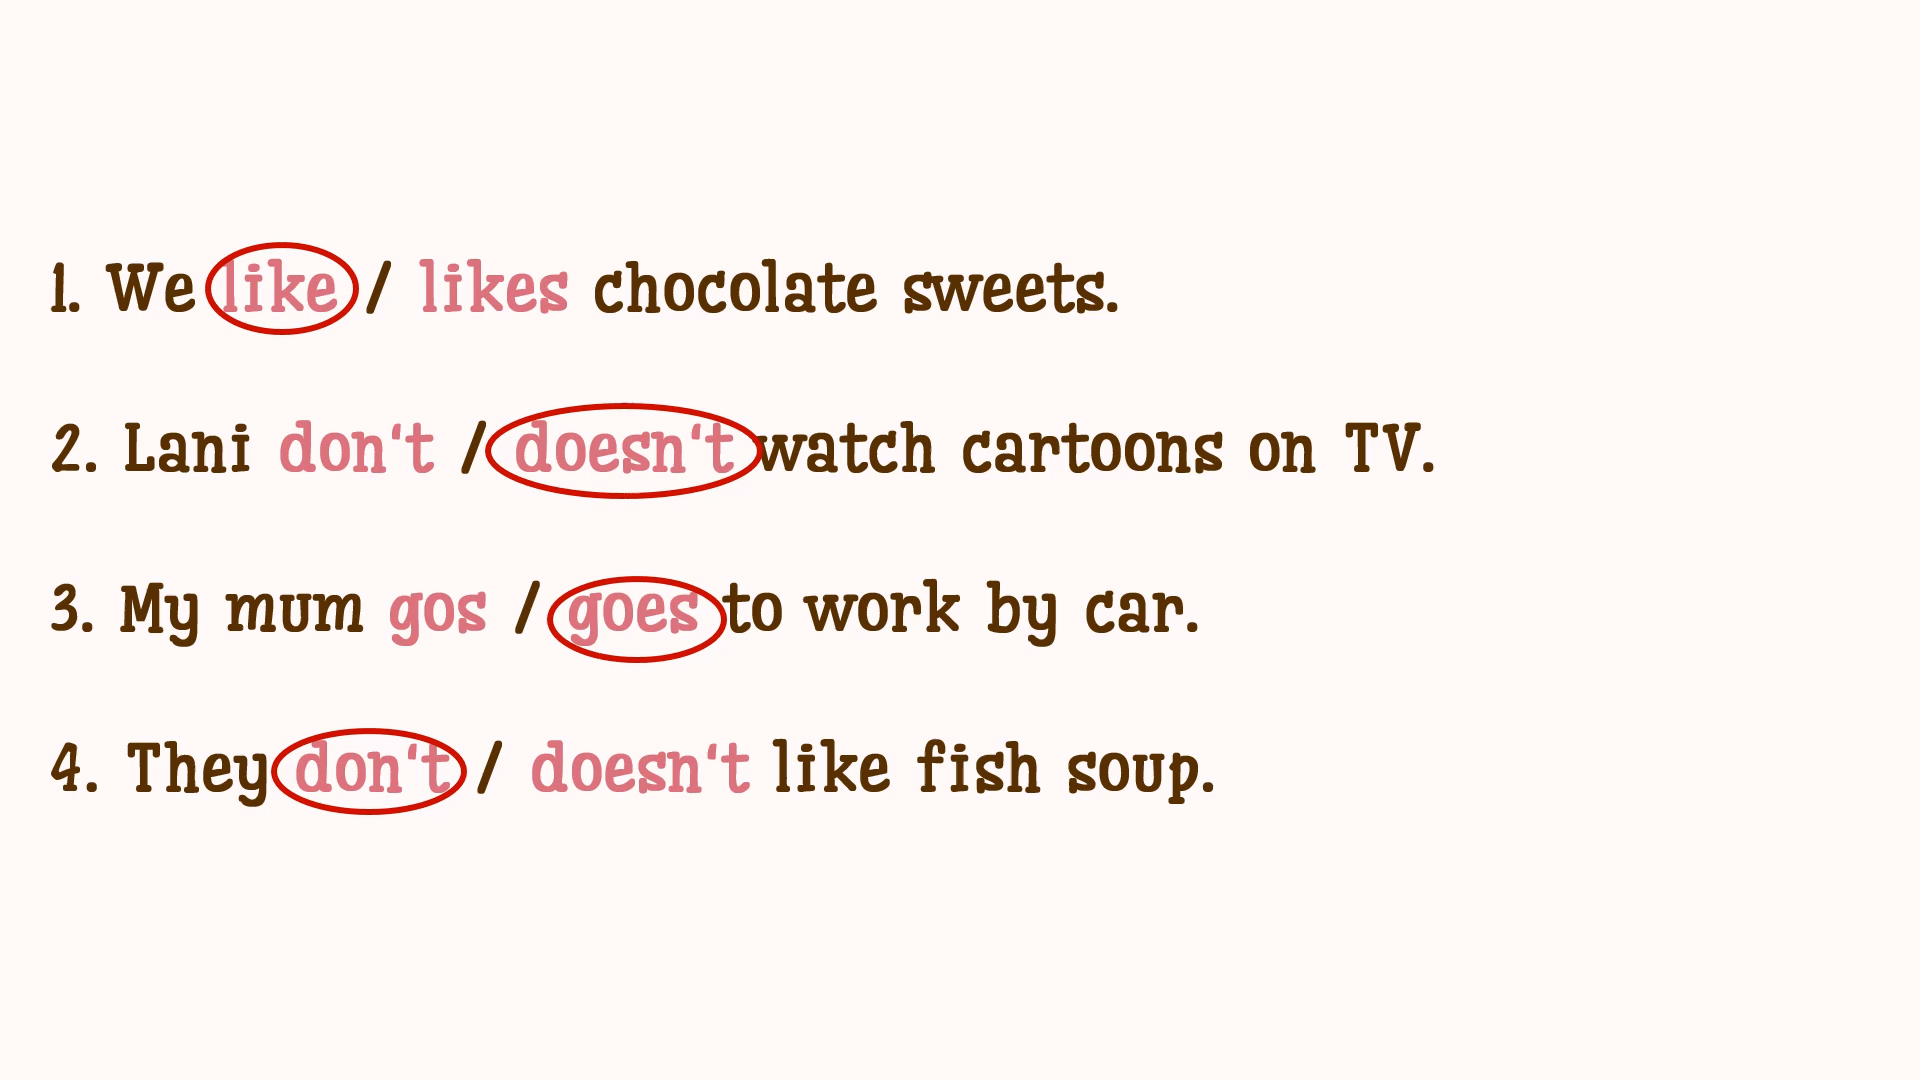 1. We like / likes chocolate sweets.
2. Lani don‘t / doesn‘t watch cartoons on TV.
3. My mum gos / goes to work by car.
4. They don‘t / doesn‘t like fish soup.